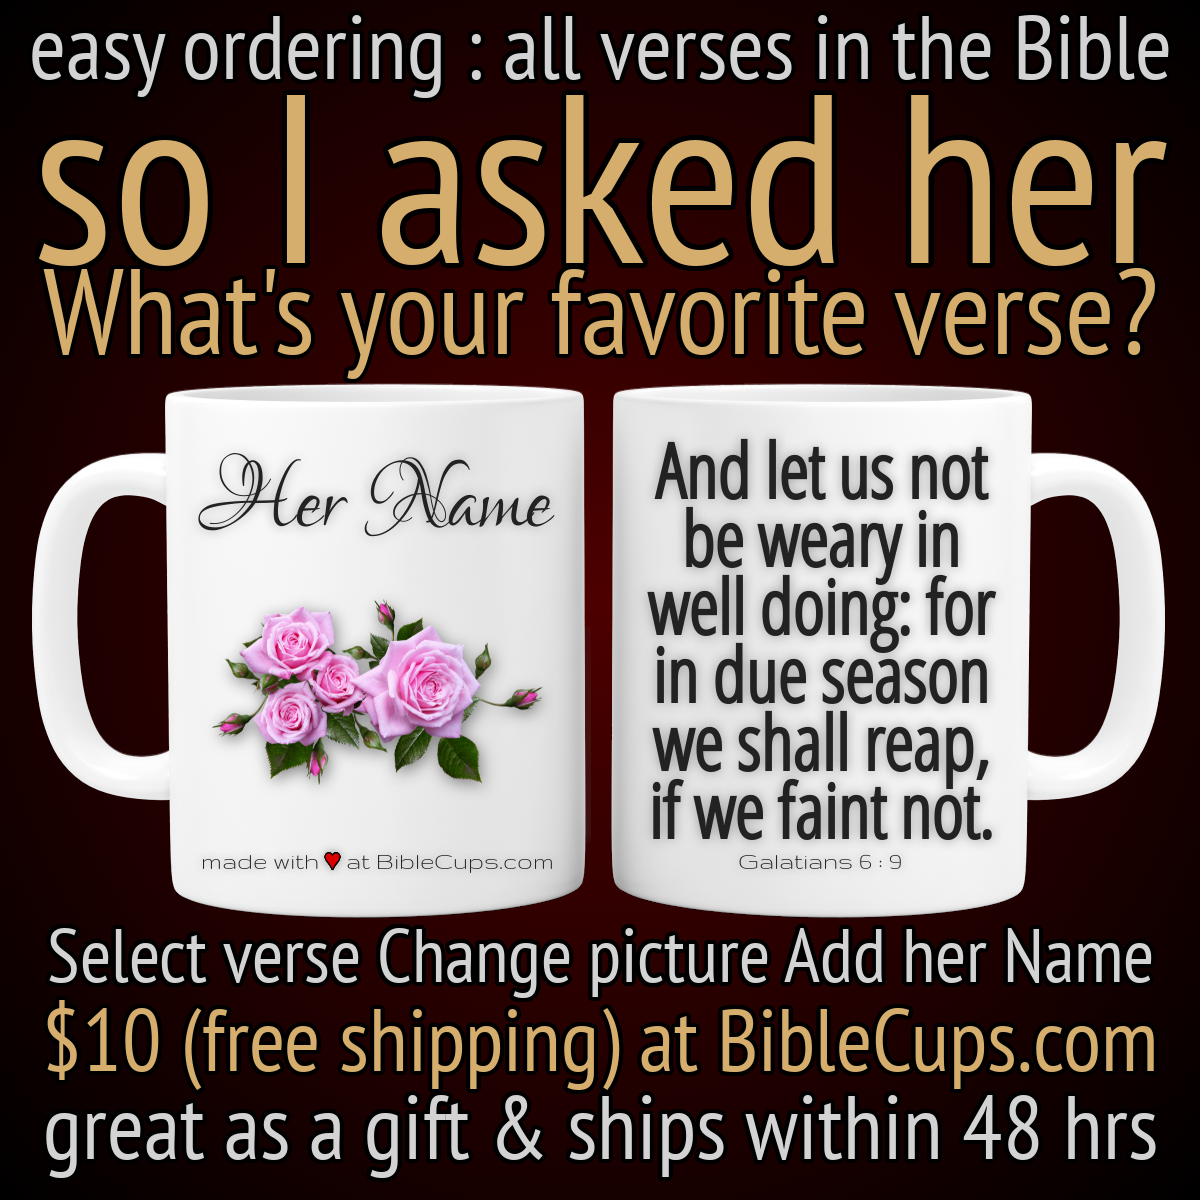 easy ordering : all verses in the Bible
so I asked her
What's your favorite verse?
Her Name
made with ♥ at BibleCups.com
And let us not
be weary in
well doing: for
in due season
we shall reap,
if we faint not.
Galatians 6 : 9
Select verse Change picture Add her Name
$10 (free shipping) at BibleCups.com
great as a gift & ships within 48 hrs